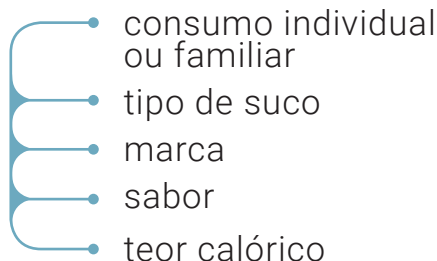 consumo individual
ou familiar
tipo de suco
marca
sabor
teor calórico